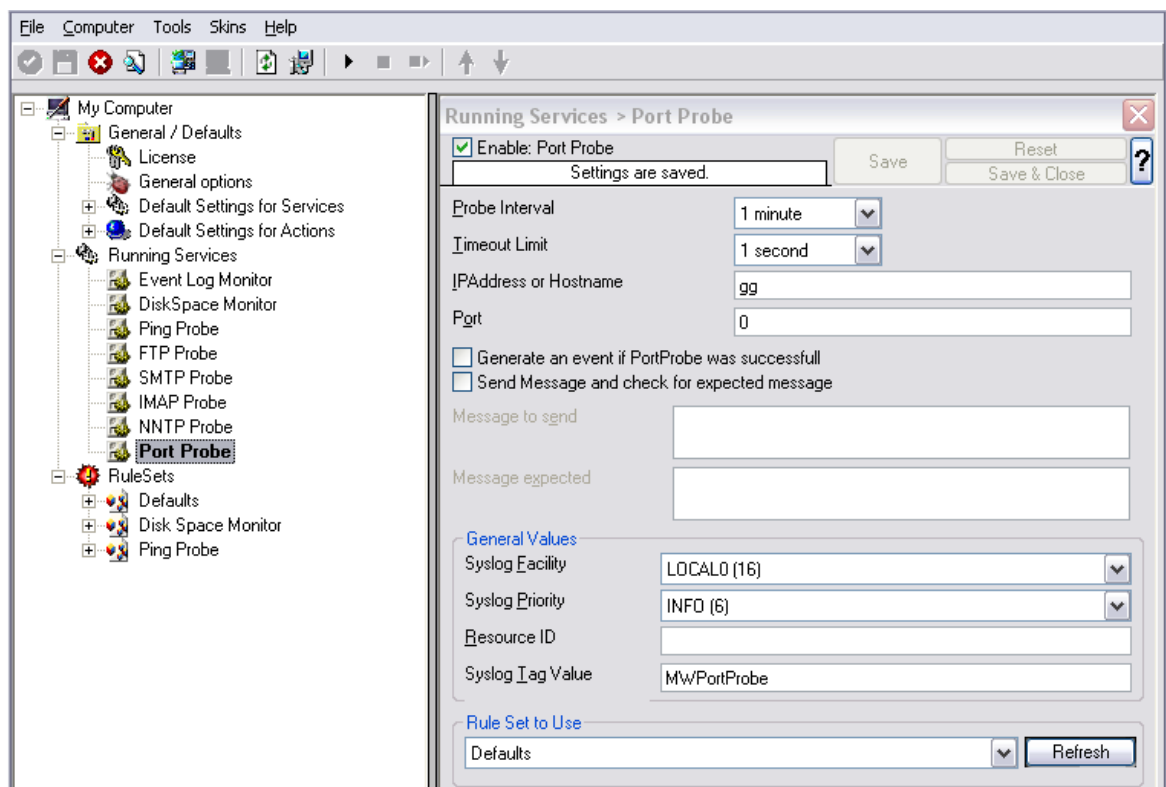 File Computer Tools Skins Help
My Computer
General / Defaults
License
General options
Default Settings for Services
Default Settings for Actions
Running Services
Event Log Monitor
DiskSpace Monitor
Ping Probe
FTP Probe
SMTP Probe
IMAP Probe
NNTP Probe
Port Probe
RuleSets
Defaults
Disk Space Monitor
Ping Probe
Running Services > Port Probe
Enable: Port Probe
Settings are saved.
Save
Reset
Save & Close
?
Probe Interval
1 minute
Timeout Limit
1 second
IPAddress or Hostname
gg
Port
0
Generate an event if PortProbe was successfull
Send Message and check for expected message
Message to send
Message expected
General Values
Syslog Facility
LOCAL0 (16)
Syslog Priority
INFO (6)
Resource ID
Syslog Tag Value
MWPortProbe
Rule Set to Use
Defaults
Refresh